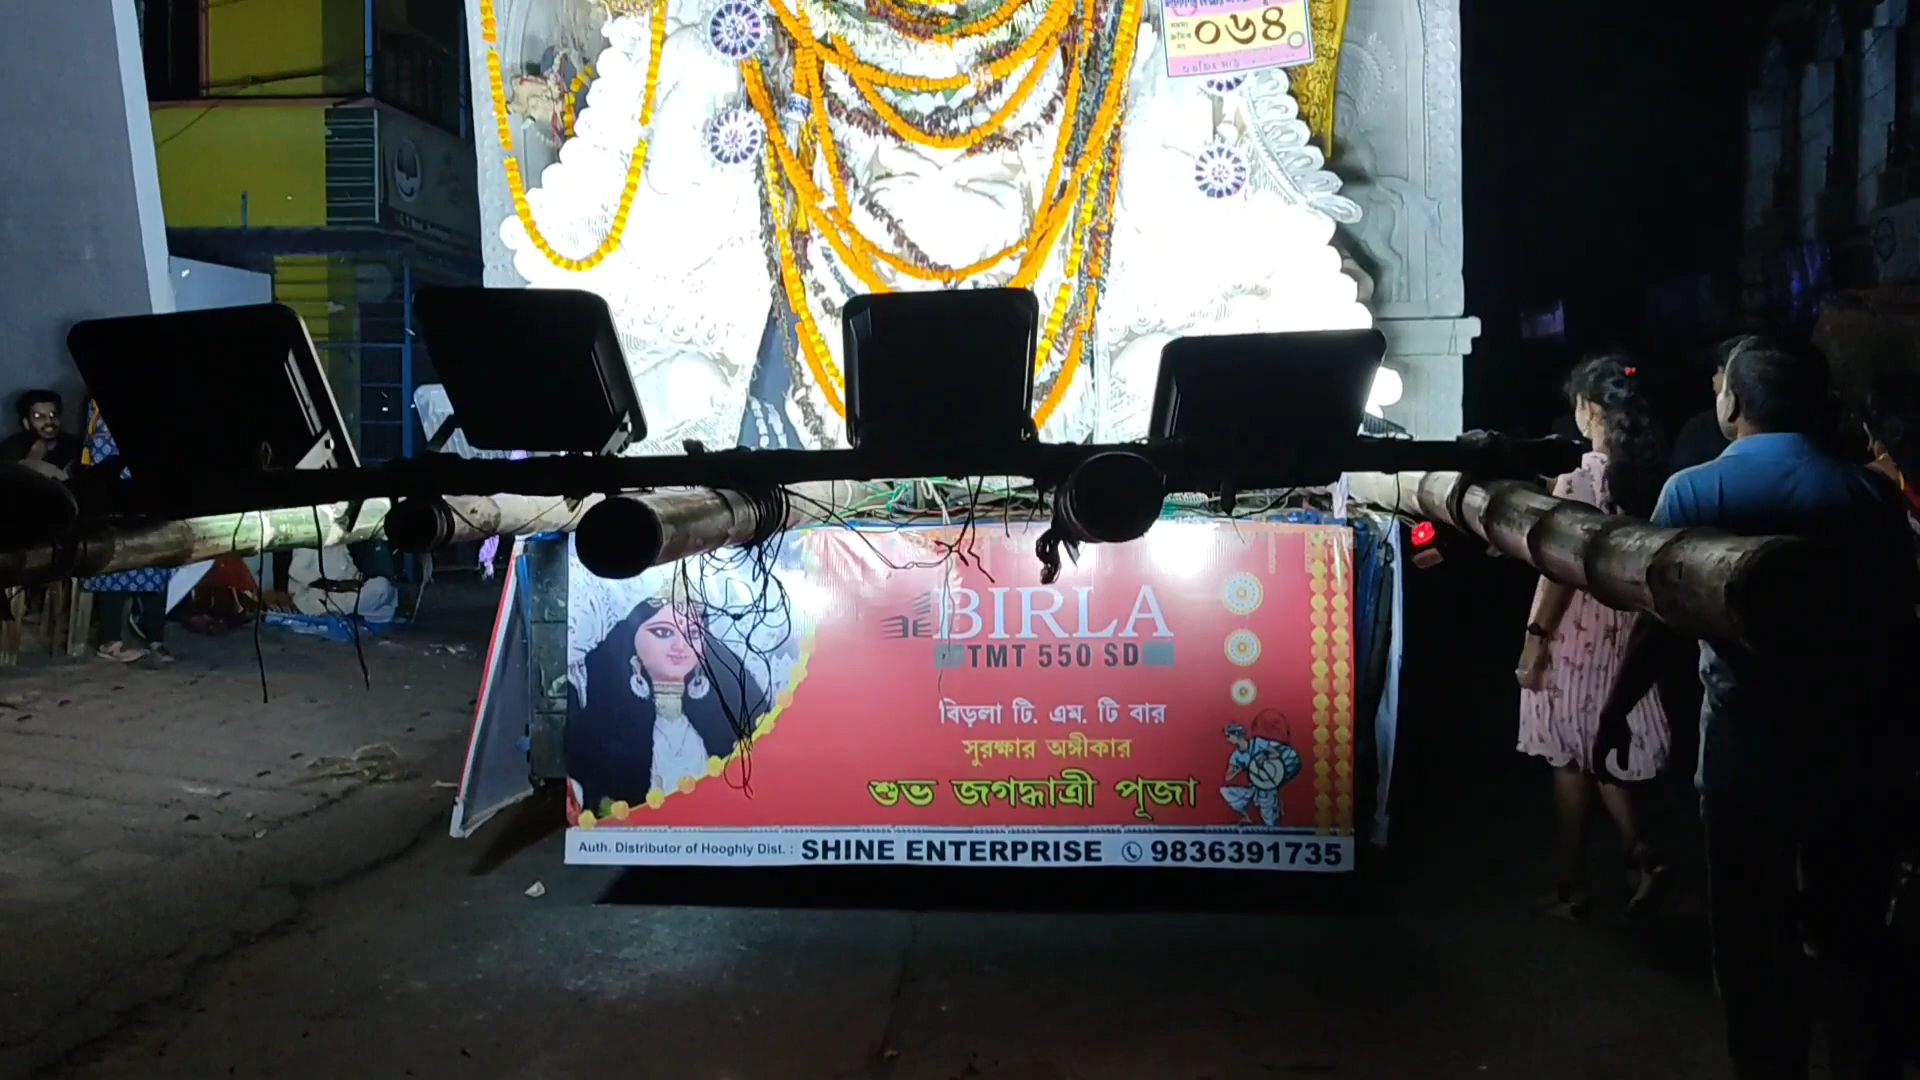 ০৬৪
BIRLA
TMT 550 SD
বিড়লা টি. এম. টি বার
সুরক্ষার অঙ্গীকার
শুভ জগদ্ধাত্রী পূজা
Auth. Distributor of Hooghly Dist. : SHINE ENTERPRISE 9836391735